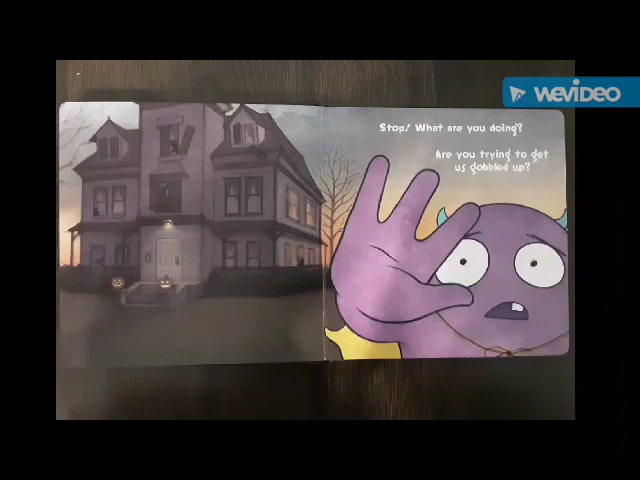 WEVIDEO
Stop! What are you doing?
Are you trying to get
us gobbled up?